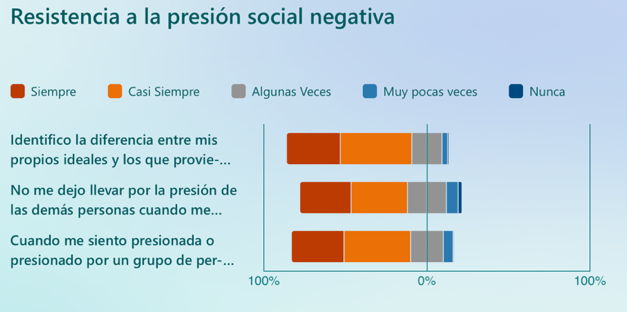 Resistencia a la presión social negativa
Siempre Casi Siempre Algunas Veces Muy pocas veces Nunca
Identifico la diferencia entre mis
propios ideales y los que provie-...
No me dejo llevar por la presión de
las demás personas cuando me...
Cuando me siento presionada o
presionado por un grupo de per-...
100% 0% 100%